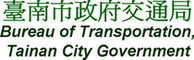 臺南市政府交通局
Bureau of Transportation,
Tainan City Government